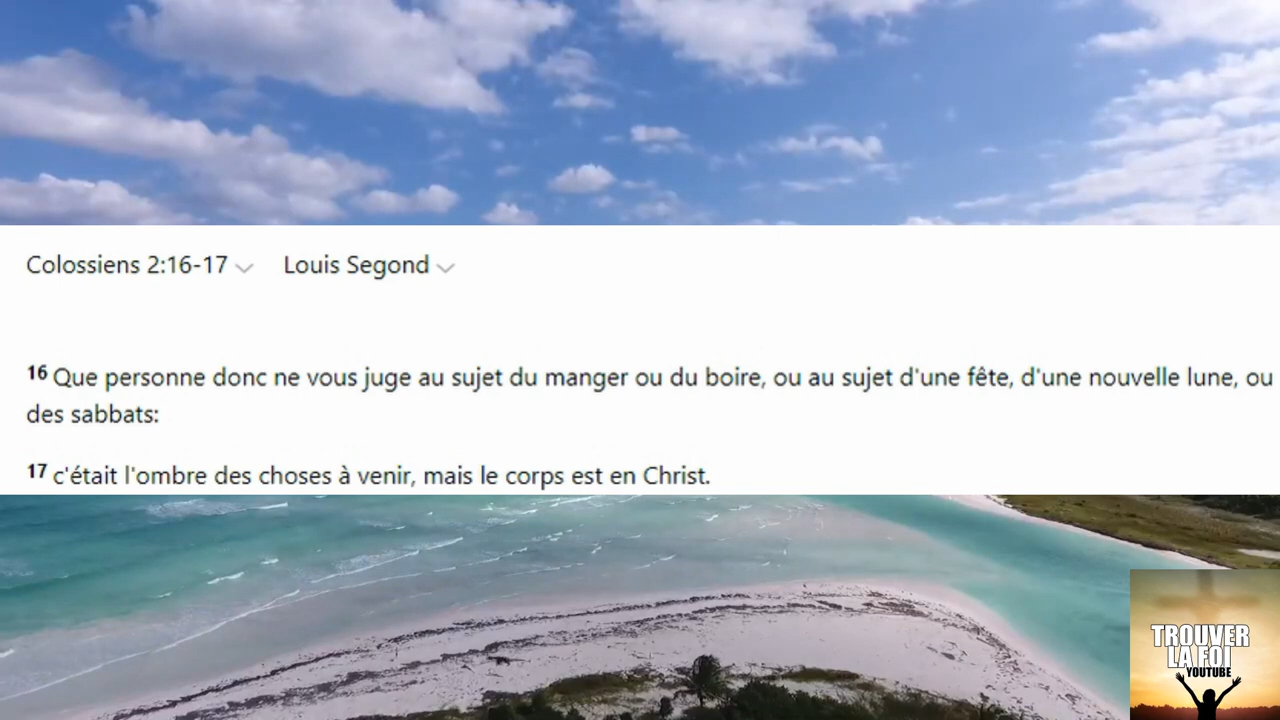 Colossiens 2:16-17 Louis Segond
16 Que personne donc ne vous juge au sujet du manger ou du boire, ou au sujet d'une fête, d'une nouvelle lune, ou
des sabbats:
17 c'était l'ombre des choses à venir, mais le corps est en Christ.
TROUVER
LA FOI
YOUTUBE